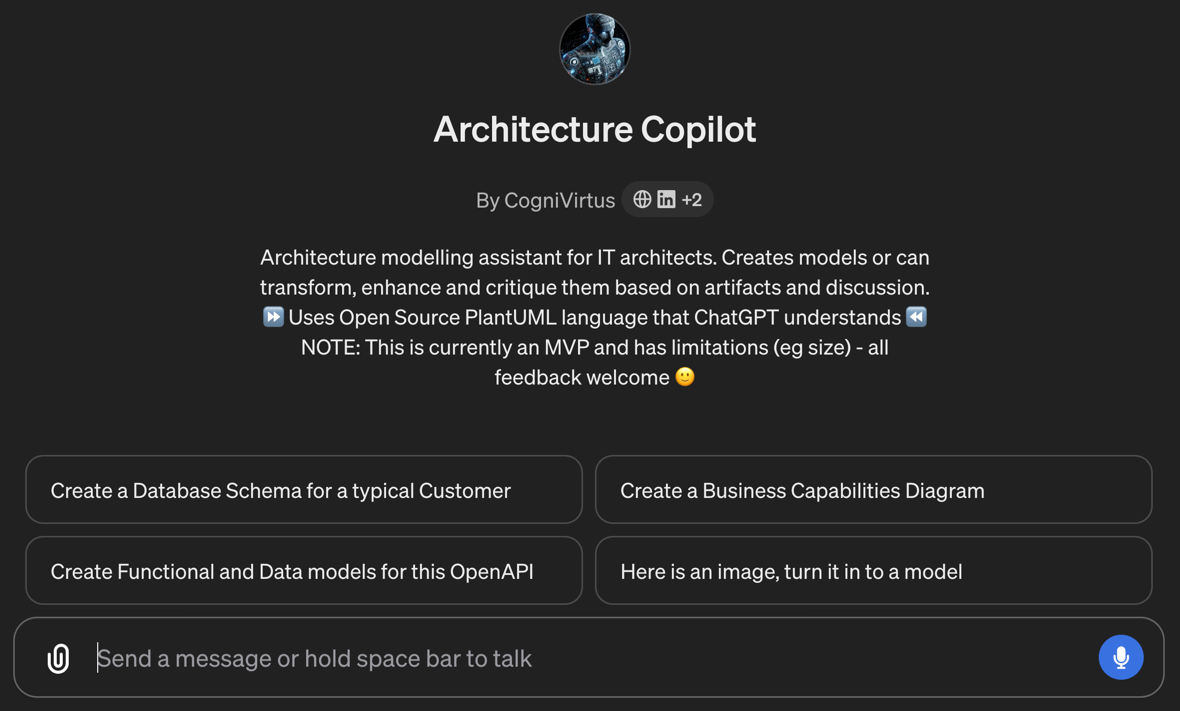 Architecture Copilot
By CogniVirtus in +2
Architecture modelling assistant for IT architects. Creates models or can
transform, enhance and critique them based on artifacts and discussion.
⏩ Uses Open Source PlantUML language that ChatGPT understands ⏪
NOTE: This is currently an MVP and has limitations (eg size) - all
feedback welcome 🙂
Create a Database Schema for a typical Customer
Create a Business Capabilities Diagram
Create Functional and Data models for this OpenAPI
Here is an image, turn it in to a model
Send a message or hold space bar to talk